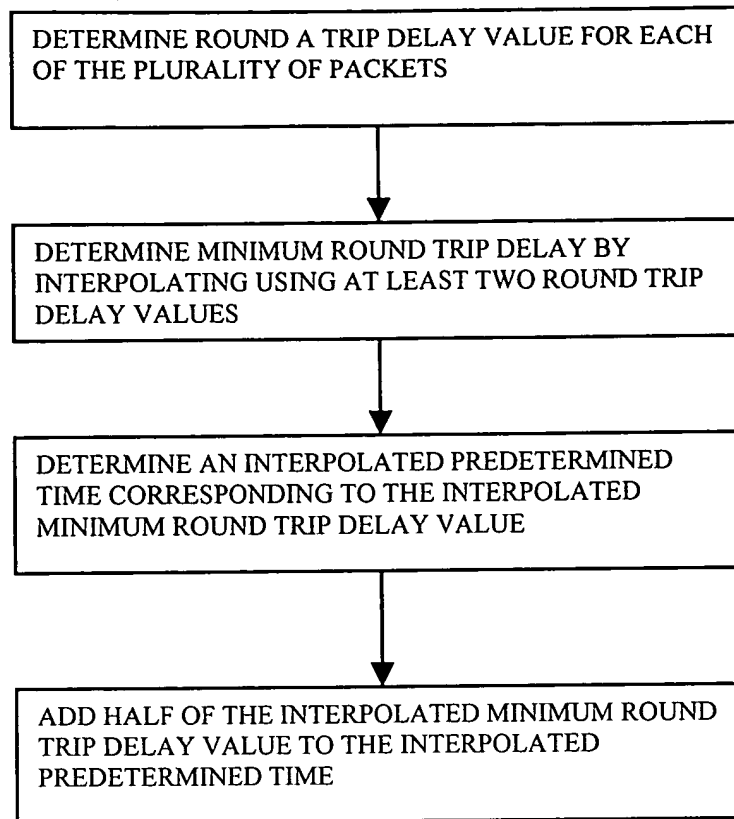 DETERMINE ROUND A TRIP DELAY VALUE FOR EACH
OF THE PLURALITY OF PACKETS
DETERMINE MINIMUM ROUND TRIP DELAY BY
INTERPOLATING USING AT LEAST TWO ROUND TRIP
DELAY VALUES
DETERMINE AN INTERPOLATED PREDETERMINED
TIME CORRESPONDING TO THE INTERPOLATED
MINIMUM ROUND TRIP DELAY VALUE
ADD HALF OF THE INTERPOLATED MINIMUM ROUND
TRIP DELAY VALUE TO THE INTERPOLATED
PREDETERMINED TIME